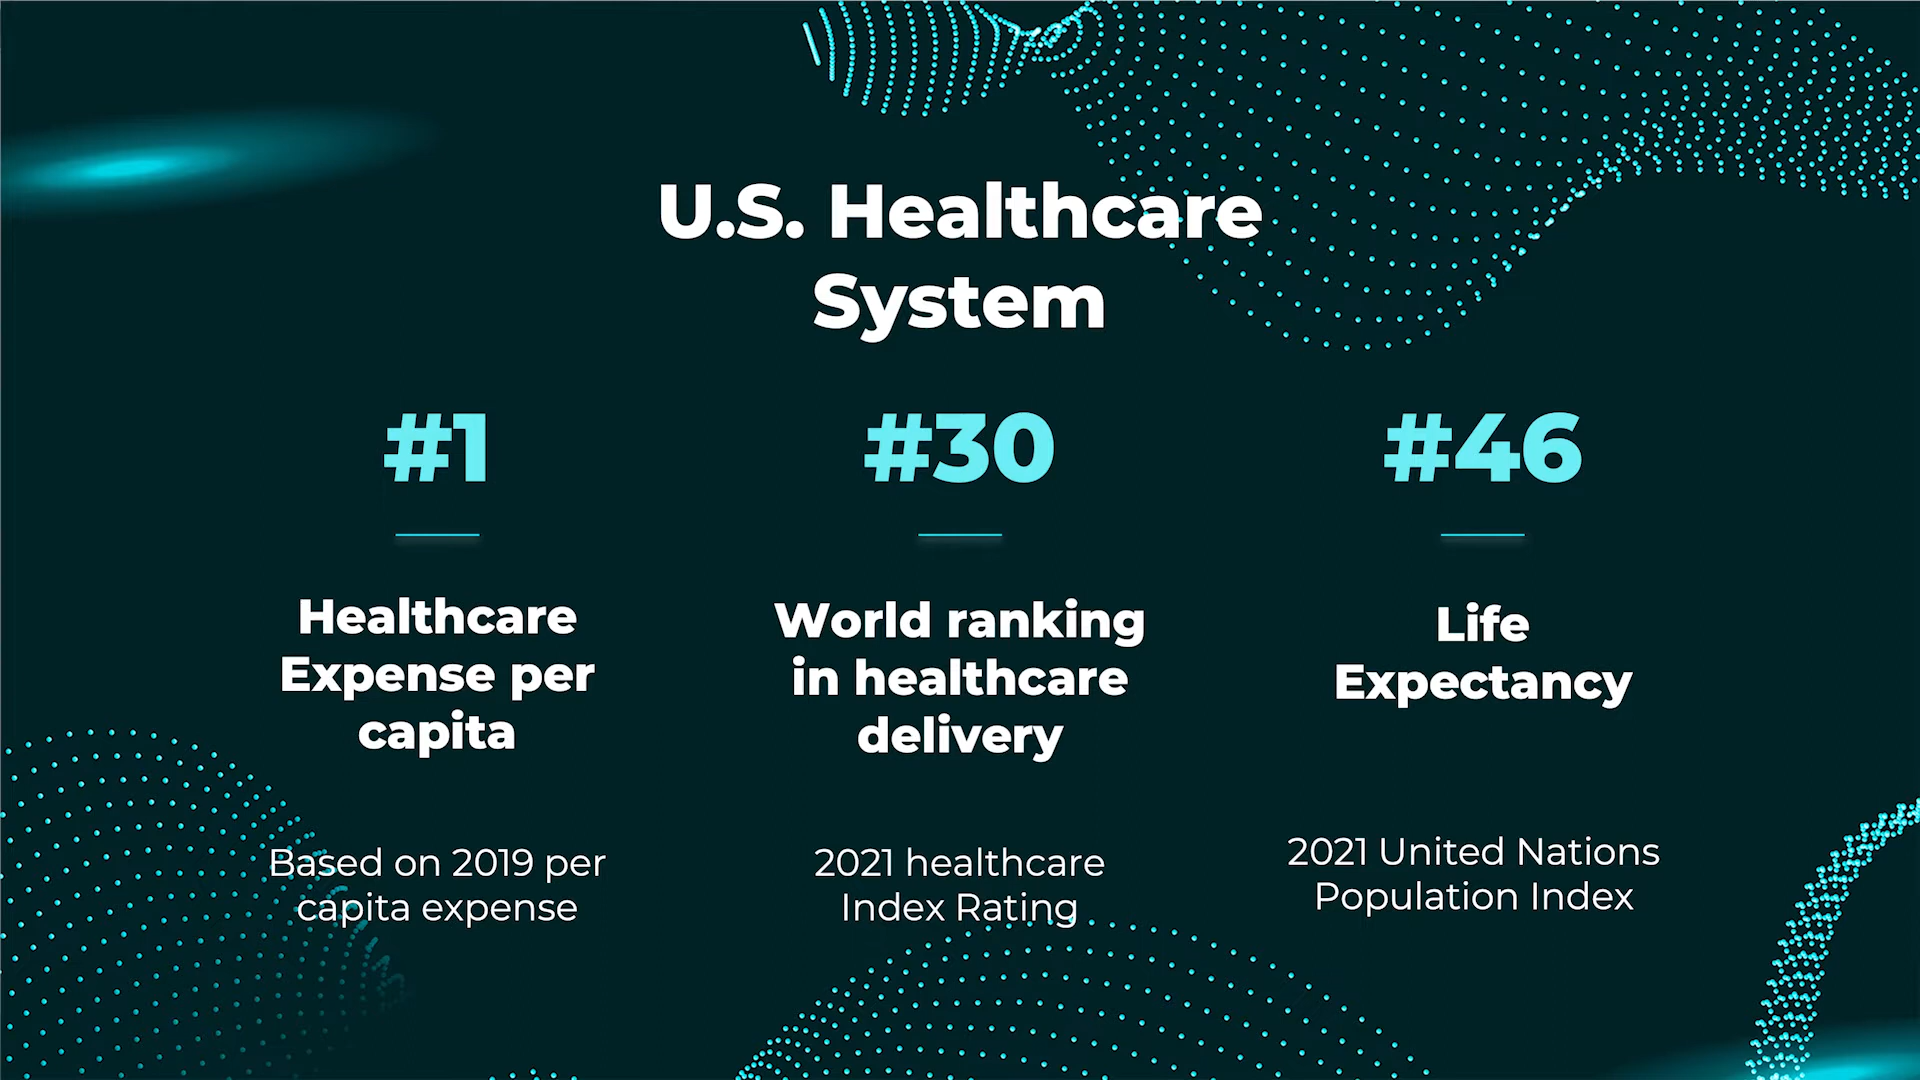 U.S. Healthcare
System
#1
Healthcare
Expense per
capita
Based on 2019 per
capita expense
#30
World ranking
in healthcare
delivery
2021 healthcare
Index Rating
#46
Life
Expectancy
2021 United Nations
Population Index